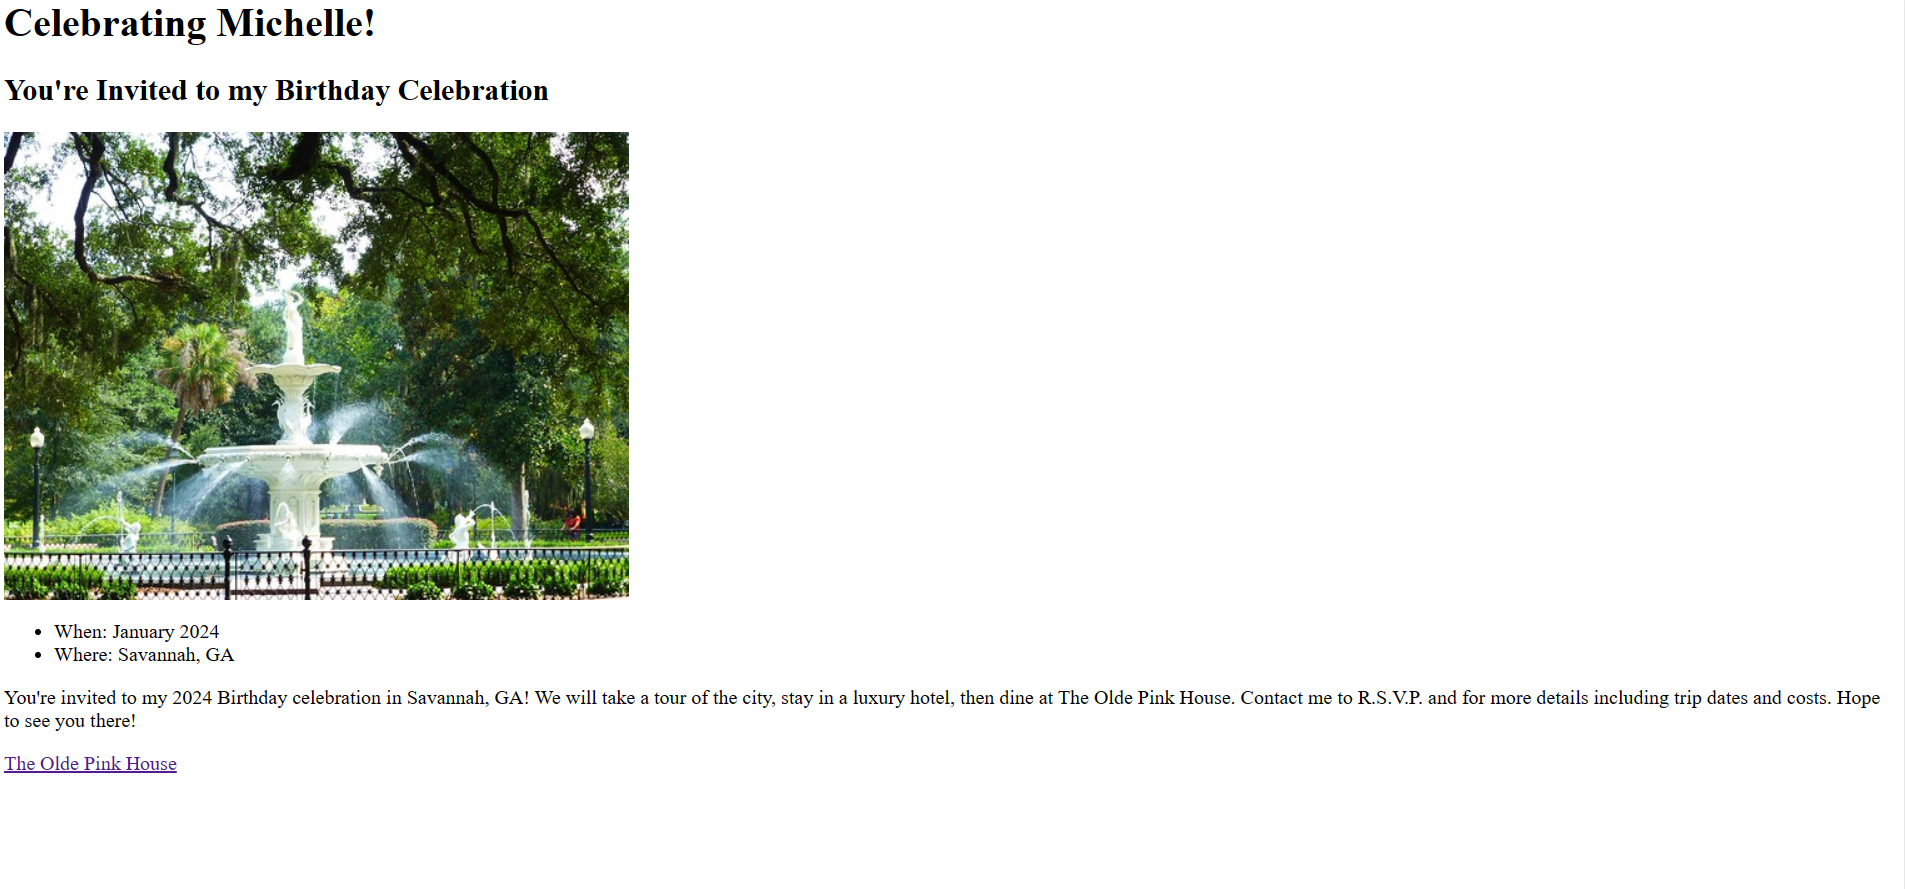 Celebrating Michelle!
You're Invited to my Birthday Celebration
When: January 2024
Where: Savannah, GA
You're invited to my 2024 Birthday celebration in Savannah, GA! We will take a tour of the city, stay in a luxury hotel, then dine at The Olde Pink House. Contact me to R.S.V.P. and for more details including trip dates and costs. Hope
to see you there!
The Olde Pink House